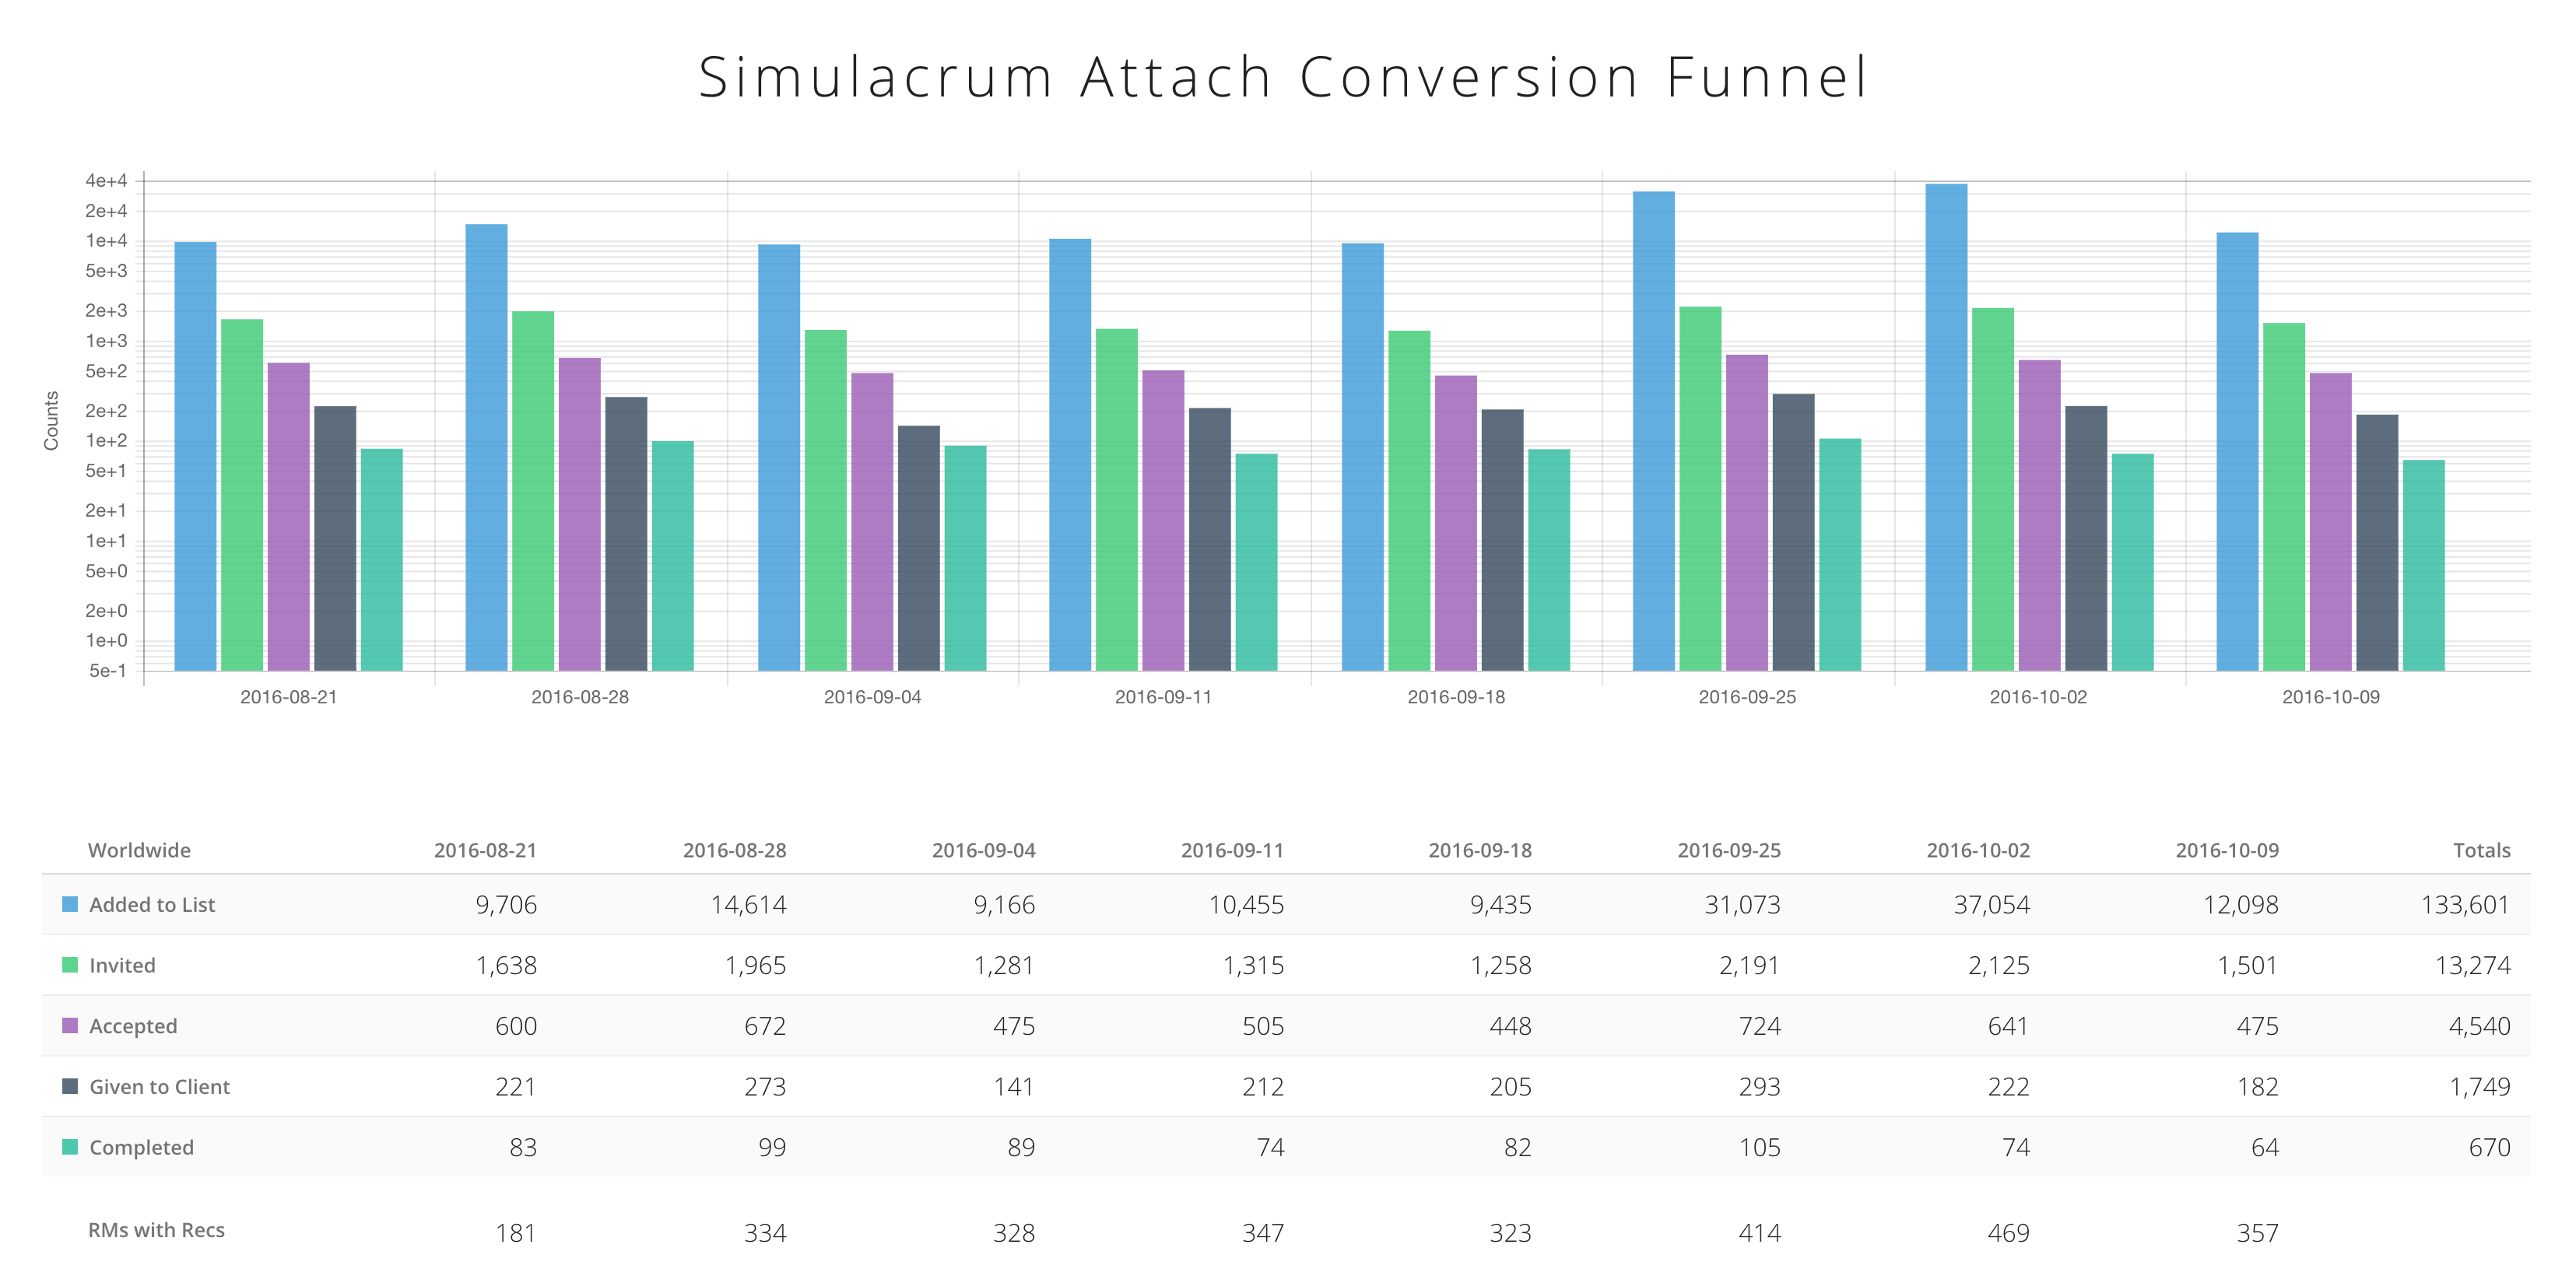 Simulacrum Attach Conversion Funnel
4e+4
2e+4
1e+4
5e+3
2e+3
1e+3
5e+2
2e+2
1e+2
5e+1
2e+1
1e+1
5e+0
2e+0
1e+0
5e-1
Counts
2016-08-21 2016-08-28 2016-09-04 2016-09-11 2016-09-18 2016-09-25 2016-10-02 2016-10-09
Worldwide 2016-08-21 2016-08-28 2016-09-04 2016-09-11 2016-09-18 2016-09-25 2016-10-02 2016-10-09 Totals
Added to List 9,706 14,614 9,166 10,455 9,435 31,073 37,054 12,098 133,601
Invited 1,638 1,965 1,281 1,315 1,258 2,191 2,125 1,501 13,274
Accepted 600 672 475 505 448 724 641 475 4,540
Given to Client 221 273 141 212 205 293 222 182 1,749
Completed 83 99 89 74 82 105 74 64 670
RMs with Recs 181 334 328 347 323 414 469 357